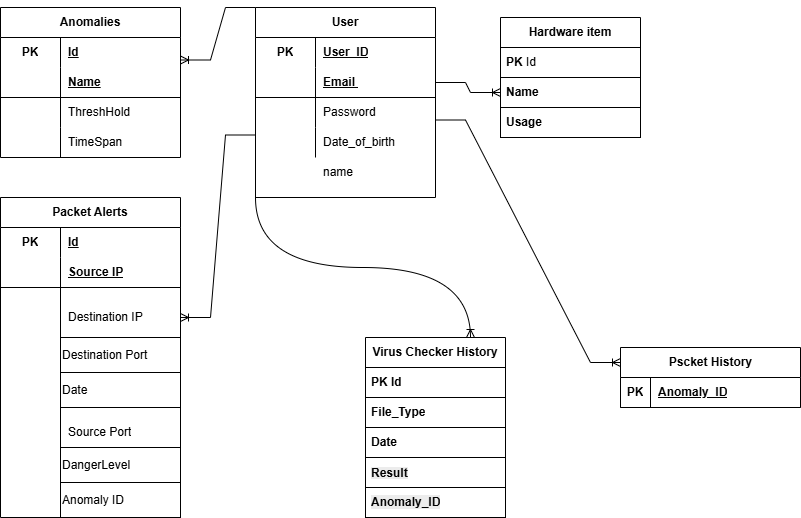 Anomalies
PK Id
Name
ThreshHold
TimeSpan
User
PK User_ID
Email
Password
Date_of_birth
name
Hardware item
PK Id
Name
Usage
Packet Alerts
PK Id
Source IP
Destination IP
Destination Port
Date
Source Port
DangerLevel
Anomaly ID
Virus Checker History
PK Id
File_Type
Date
Result
Anomaly_ID
Pscket History
PK Anomaly_ID